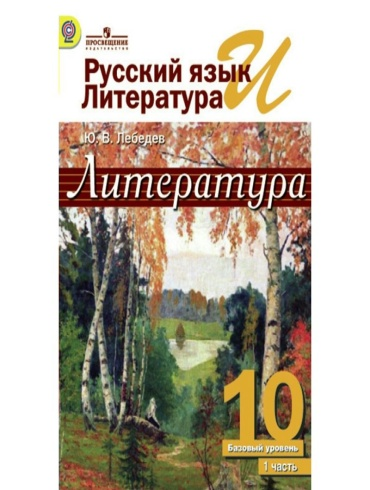 ПРОСВЕЩЕНИЕ
ИЗДАТЕЛЬСТВО
Русский язык
и
Литература
Ю. В. Лебедев
Литература
10
Базовый уровень
1 часть